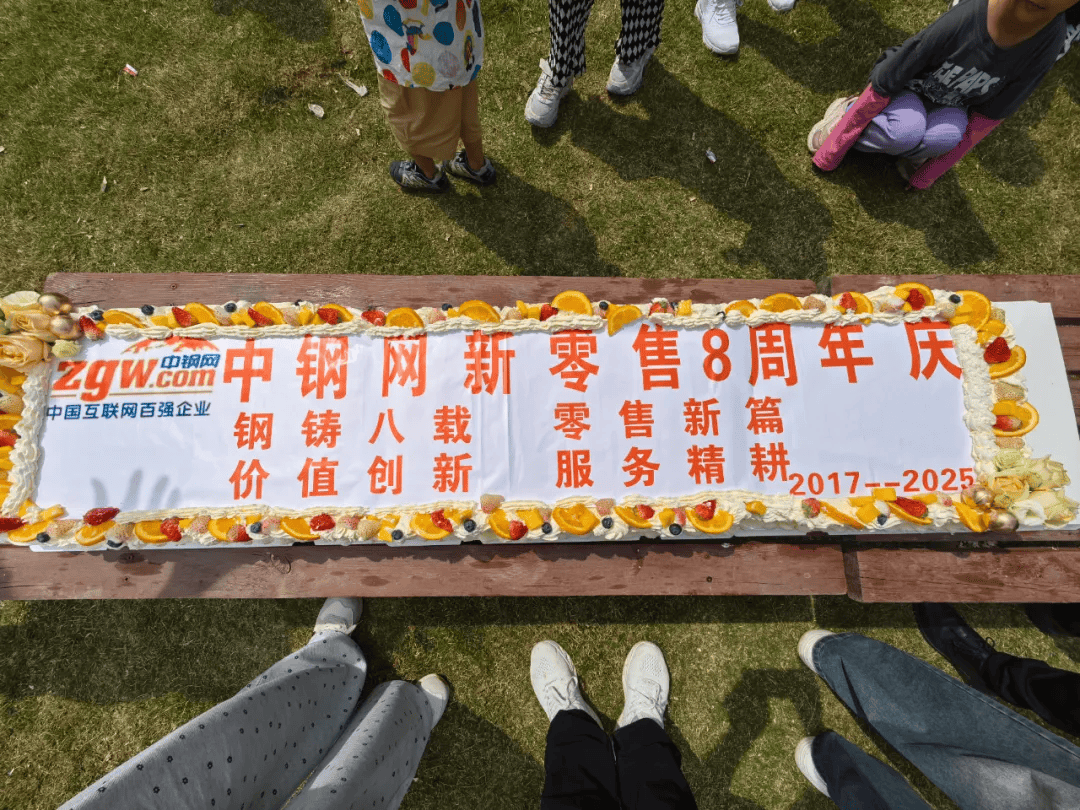 中钢网
zgw.com
中国互联网百强企业
中钢网新零售8周年庆
钢铸八载 零售新篇
价值创新 服务精耕
2017--2025